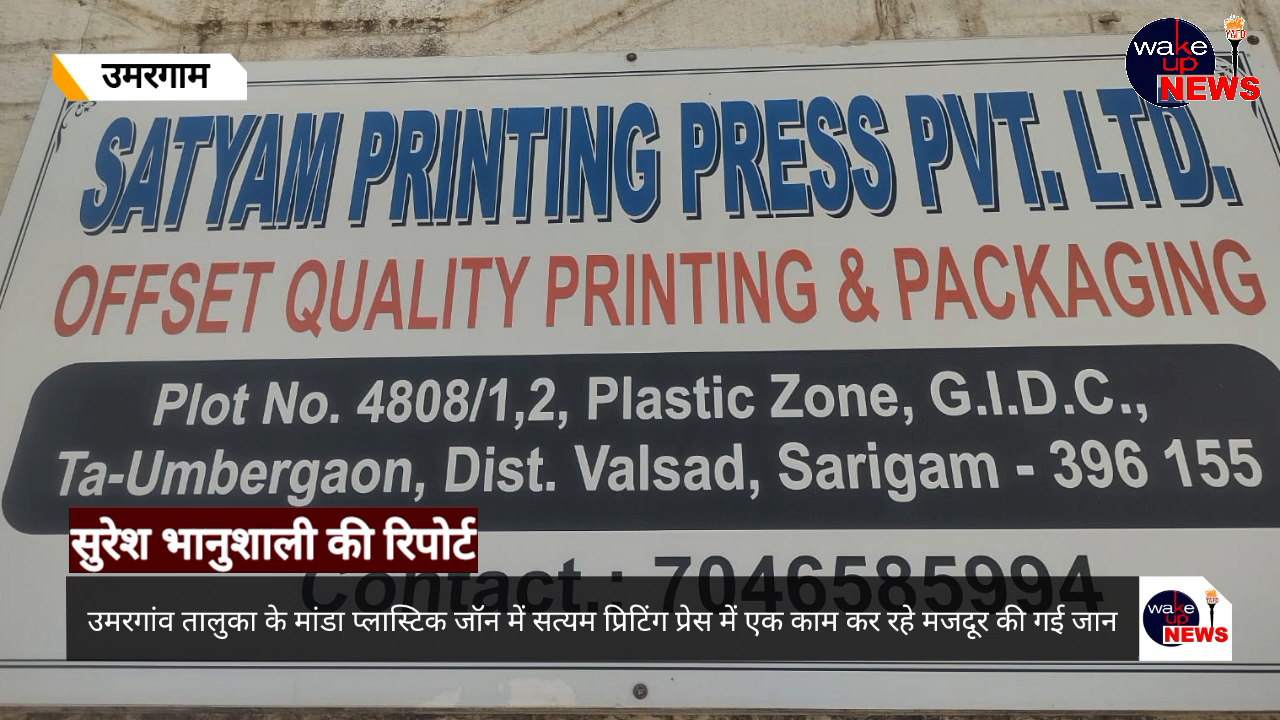 उमरगाम
wake
up
NEWS
SATYAM PRINTING PRESS PVT. LTD.
OFFSET QUALITY PRINTING & PACKAGING
Plot No. 4808/1,2, Plastic Zone, G.I.D.C.,
Ta-Umbergaon, Dist. Valsad, Sarigam - 396 155
सुरेश भानुशाली की रिपोर्ट
Contact.: 7046585994
उमरगांव तालुका के मांडा प्लास्टिक जॉन में सत्यम प्रिटिंग प्रेस में एक काम कर रहे मजदूर की गई जान
wake
up
NEWS